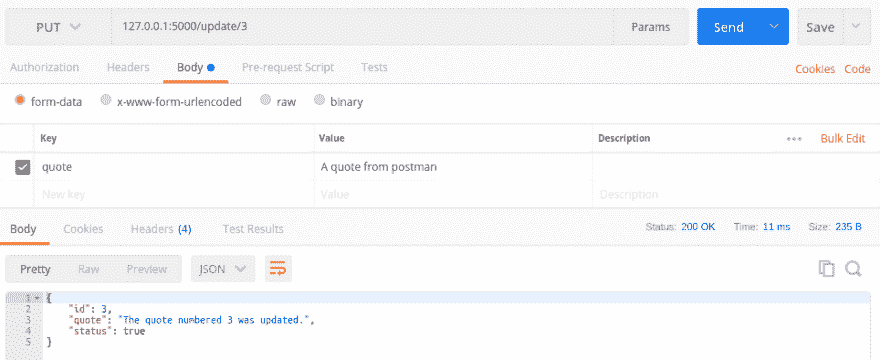 PUT 127.0.0.1:5000/update/3 Params Send Save
Authorization Headers Body Pre-request Script Tests Cookies Code
form-data x-www-form-urlencoded raw binary
Key Value Description ••• Bulk Edit
quote A quote from postman
New key Value Description
Body Cookies Headers (4) Test Results Status: 200 OK Time: 11 ms Size: 235 B
Pretty Raw Preview JSON
1 {
2 "id": 3,
3 "quote": "The quote numbered 3 was updated.",
4 "status": true
5 }